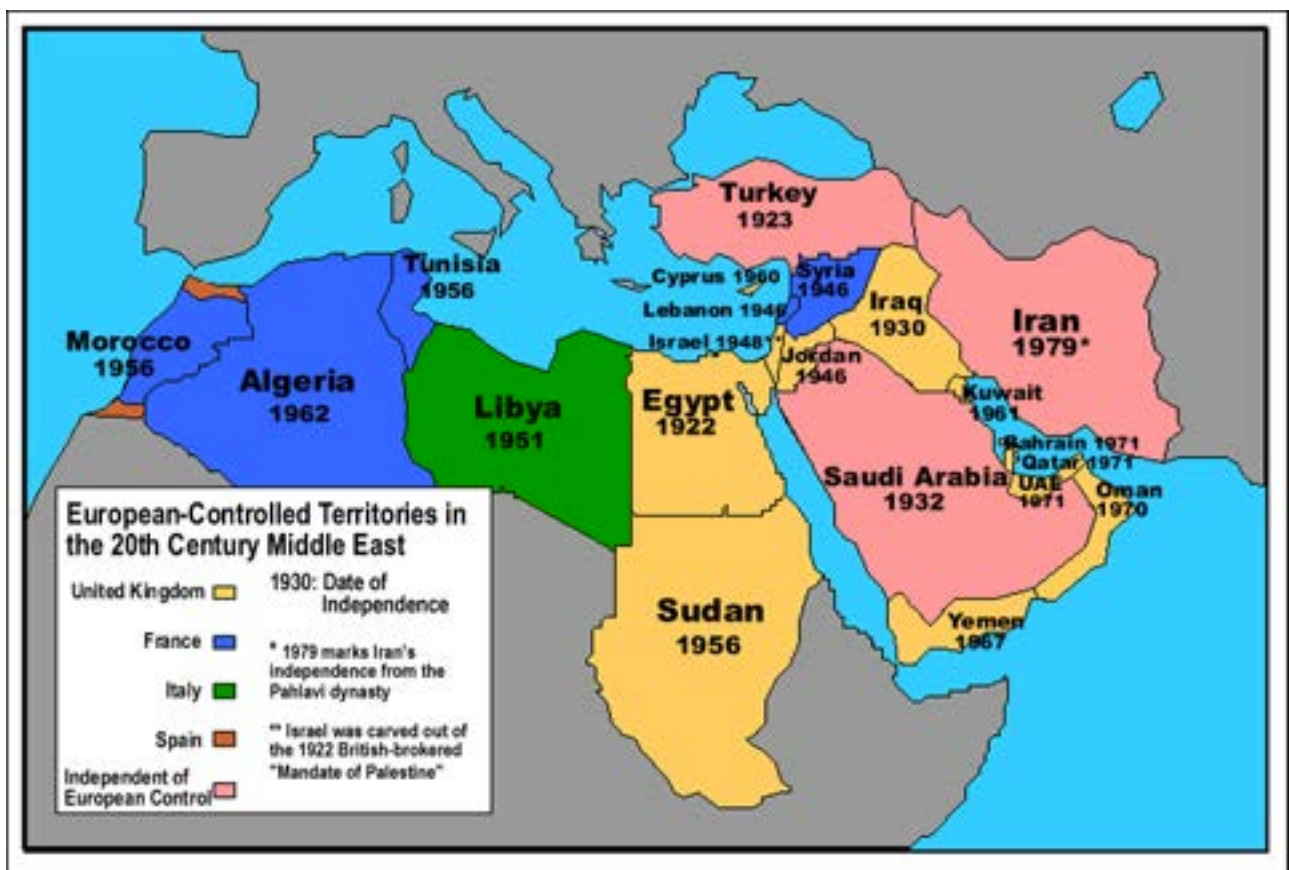 Turkey
1923
Tunisia
1956
Cyprus 1960
Syria
1946
Lebanon 1946
Iraq
1930
Iran
1979*
Morocco
1956
Israel 1948**
Jordan
1946
Algeria
1962
Libya
1951
Egypt
1922
Kuwait
1961
Bahrain 1971
Qatar 1971
UAE
1971
Oman
1970
Saudi Arabia
1932
Sudan
1956
Yemen
1967
European-Controlled Territories in
the 20th Century Middle East
United Kingdom
France
Italy
Spain
Independent of
European Control
1930: Date of
Independence
* 1979 marks Iran's
independence from the
Pahlavi dynasty
** Israel was carved out of
the 1922 British-brokered
"Mandate of Palestine"